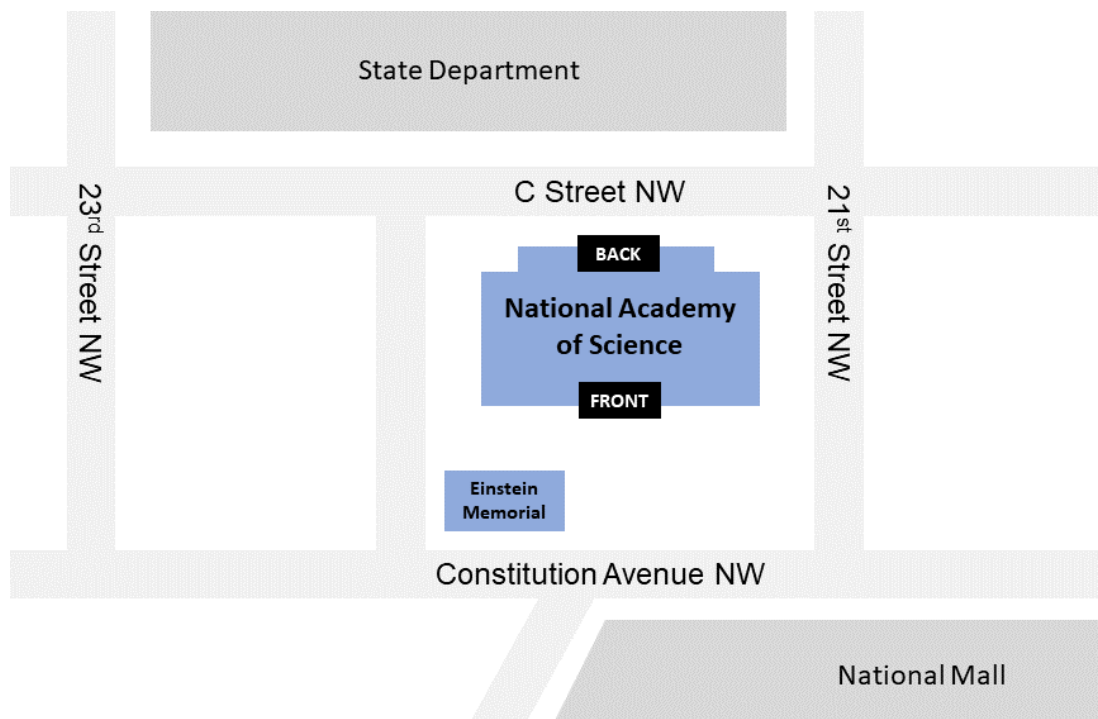 State Department
C Street NW
23rd Street NW
21st Street NW
BACK
National Academy
of Science
FRONT
Einstein
Memorial
Constitution Avenue NW
National Mall